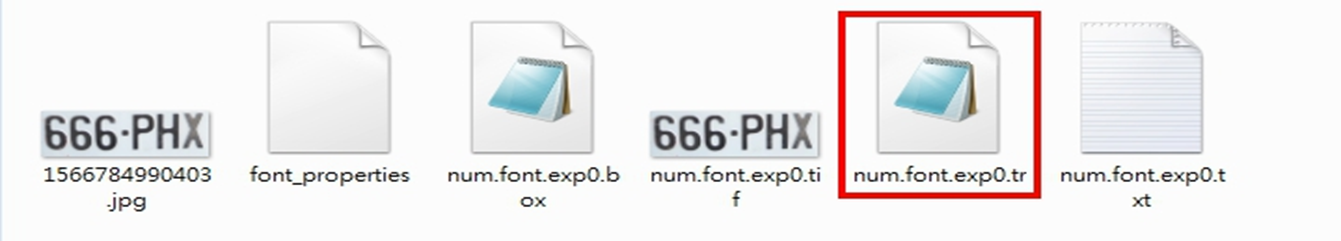 666·PHX
1566784990403
.jpg
font_properties
num.font.exp0.b
ox
666·PHX
num.font.exp0.ti
f
num.font.exp0.tr
num.font.exp0.t
xt